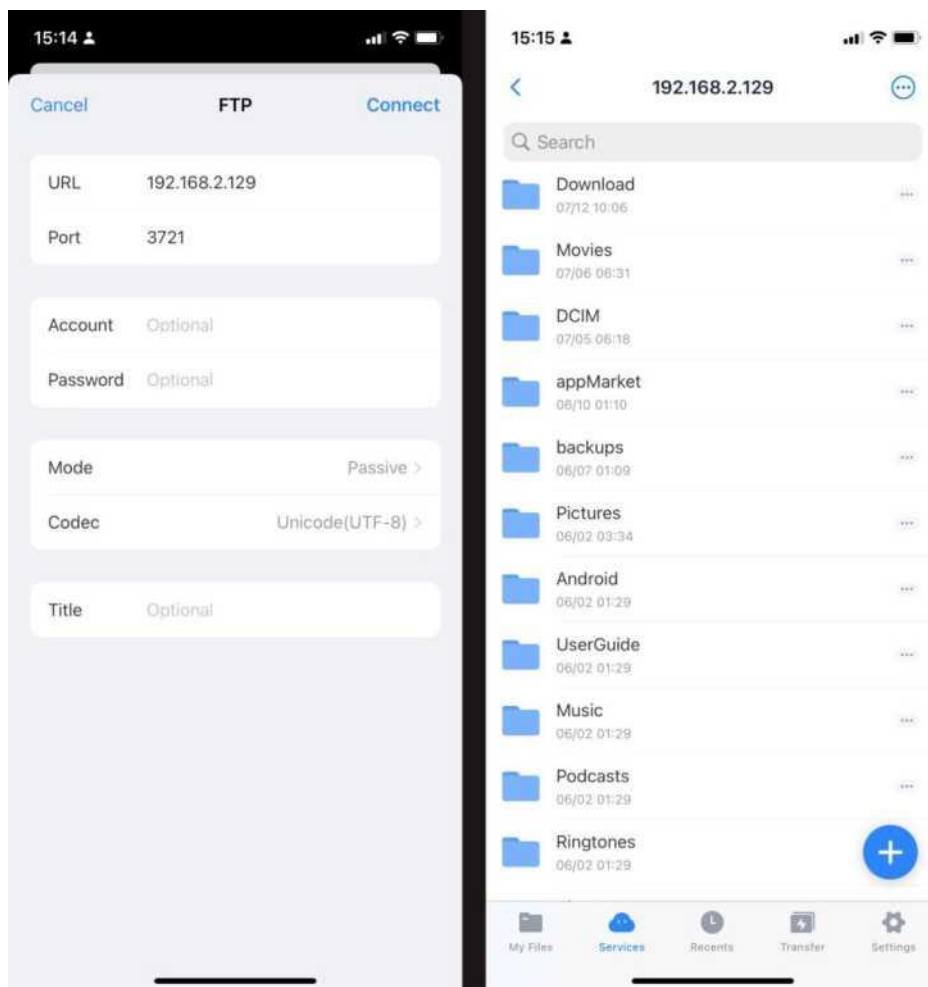 15:14
Cancel FTP Connect
URL 192.168.2.129
Port 3721
Account Optional
Password Optional
Mode Passive >
Codec Unicode(UTF-8) >
Title Optional
15:15
192.168.2.129
Search
Download
07/12 10:06
Movies
07/06 06:31
DCIM
07/05 06:18
appMarket
06/10 01:10
backups
06/07 01:09
Pictures
06/02 03:34
Android
06/02 01:29
UserGuide
06/02 01:29
Music
06/02 01:29
Podcasts
06/02 01:29
Ringtones
06/02 01:29
My Files Services Recents Transfer Settings